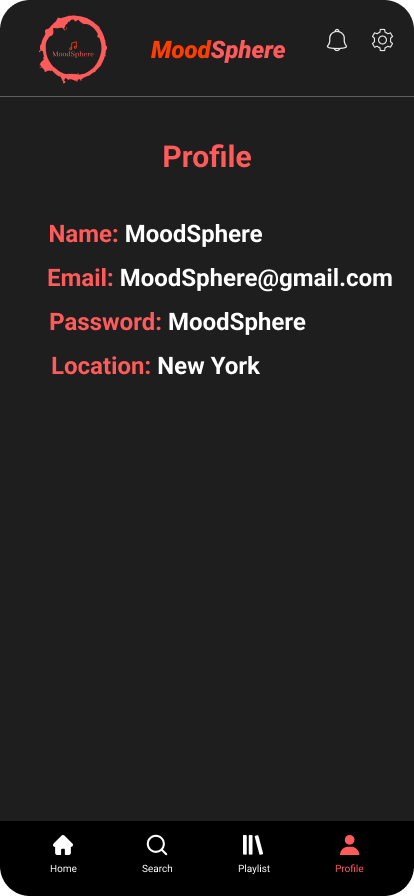 MoodSphere
MoodSphere
Profile
Name: MoodSphere
Email: MoodSphere@gmail.com
Password: MoodSphere
Location: New York
Home
Search
Playlist
Profile